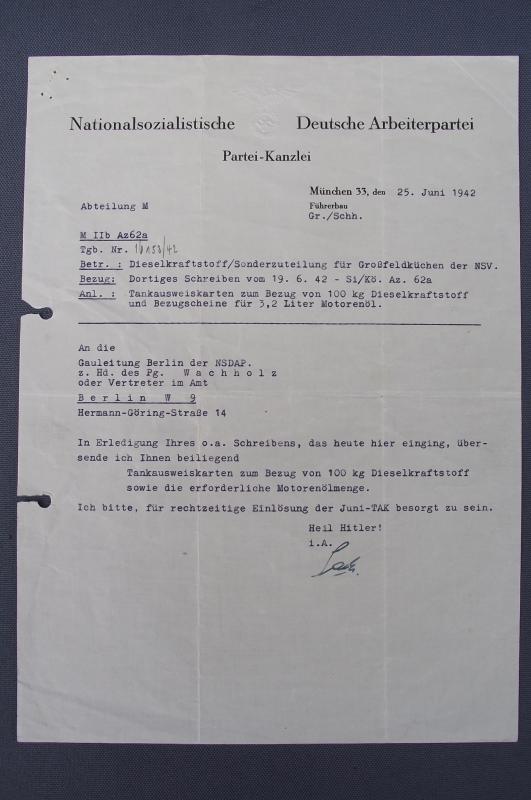 Nationalsozialistische Deutsche Arbeiterpartei
Partei-Kanzlei
München 33, den 25. Juni 1942
Führerbau
Gr./Schh.
Abteilung M
M IIb Az62a
Tgb. Nr.
Betr. : Dieselkraftstoff/Sonderzuteilung für Großfeldküchen der NSV.
Bezug: Dortiges Schreiben vom 19. 6. 42 - Si/Kö. Az. 62a
Anl. : Tankausweiskarten zum Bezug von 100 kg Dieselkraftstoff
und Bezugscheine für 3,2 Liter Motorenöl.
An die
Gauleitung Berlin der NSDAP.
z. Hd. des Pg. W a c h h o l z
oder Vertreter im Amt
B e r l i n W 9
Hermann-Göring-Straße 14
In Erledigung Ihres o.a. Schreibens, das heute hier einging, über-
sende ich Ihnen beiliegend
Tankausweiskarten zum Bezug von 100 kg Dieselkraftstoff
sowie die erforderliche Motorenölmenge.
Ich bitte, für rechtzeitige Einlösung der Juni-TAK besorgt zu sein.
Heil Hitler!
i.A.